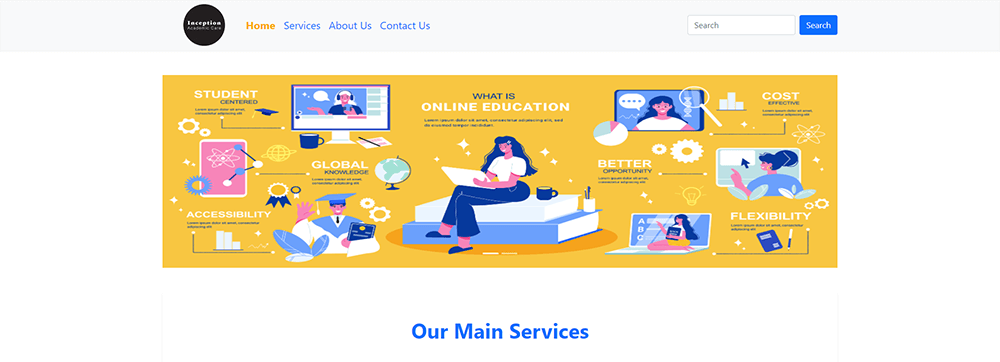 Inception
Academic Care
Home Services About Us Contact Us
Search
Search
STUDENT
CENTERED
Lorem ipsum dolor sit amet, consectetur adipiscing elit
GLOBAL
KNOWLEDGE
Lorem ipsum dolor sit amet,
consectetur adipiscing elit
ACCESSIBILITY
Lorem ipsum dolor sit amet, consectetur
adipiscing elit
WHAT IS
ONLINE EDUCATION
Lorem ipsum dolor sit amet, consectetur adipiscing elit, sed
do eiusmod tempor incididunt
COST
EFFECTIVE
Lorem ipsum dolor sit amet,
consectetur adipiscing elit
BETTER
OPPORTUNITY
Lorem ipsum dolor sit amet,
consectetur adipiscing elit
A
B
C
FLEXIBILITY
Lorem ipsum dolor sit amet, consectetur
adipiscing elit
Our Main Services